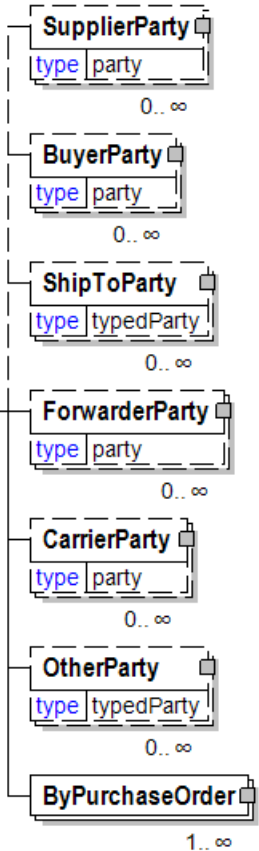 SupplierParty
type party
0.. ∞
BuyerParty
type party
0.. ∞
ShipToParty
type typedParty
0.. ∞
ForwarderParty
type party
0.. ∞
CarrierParty
type party
0.. ∞
OtherParty
type typedParty
0.. ∞
ByPurchaseOrder
1.. ∞